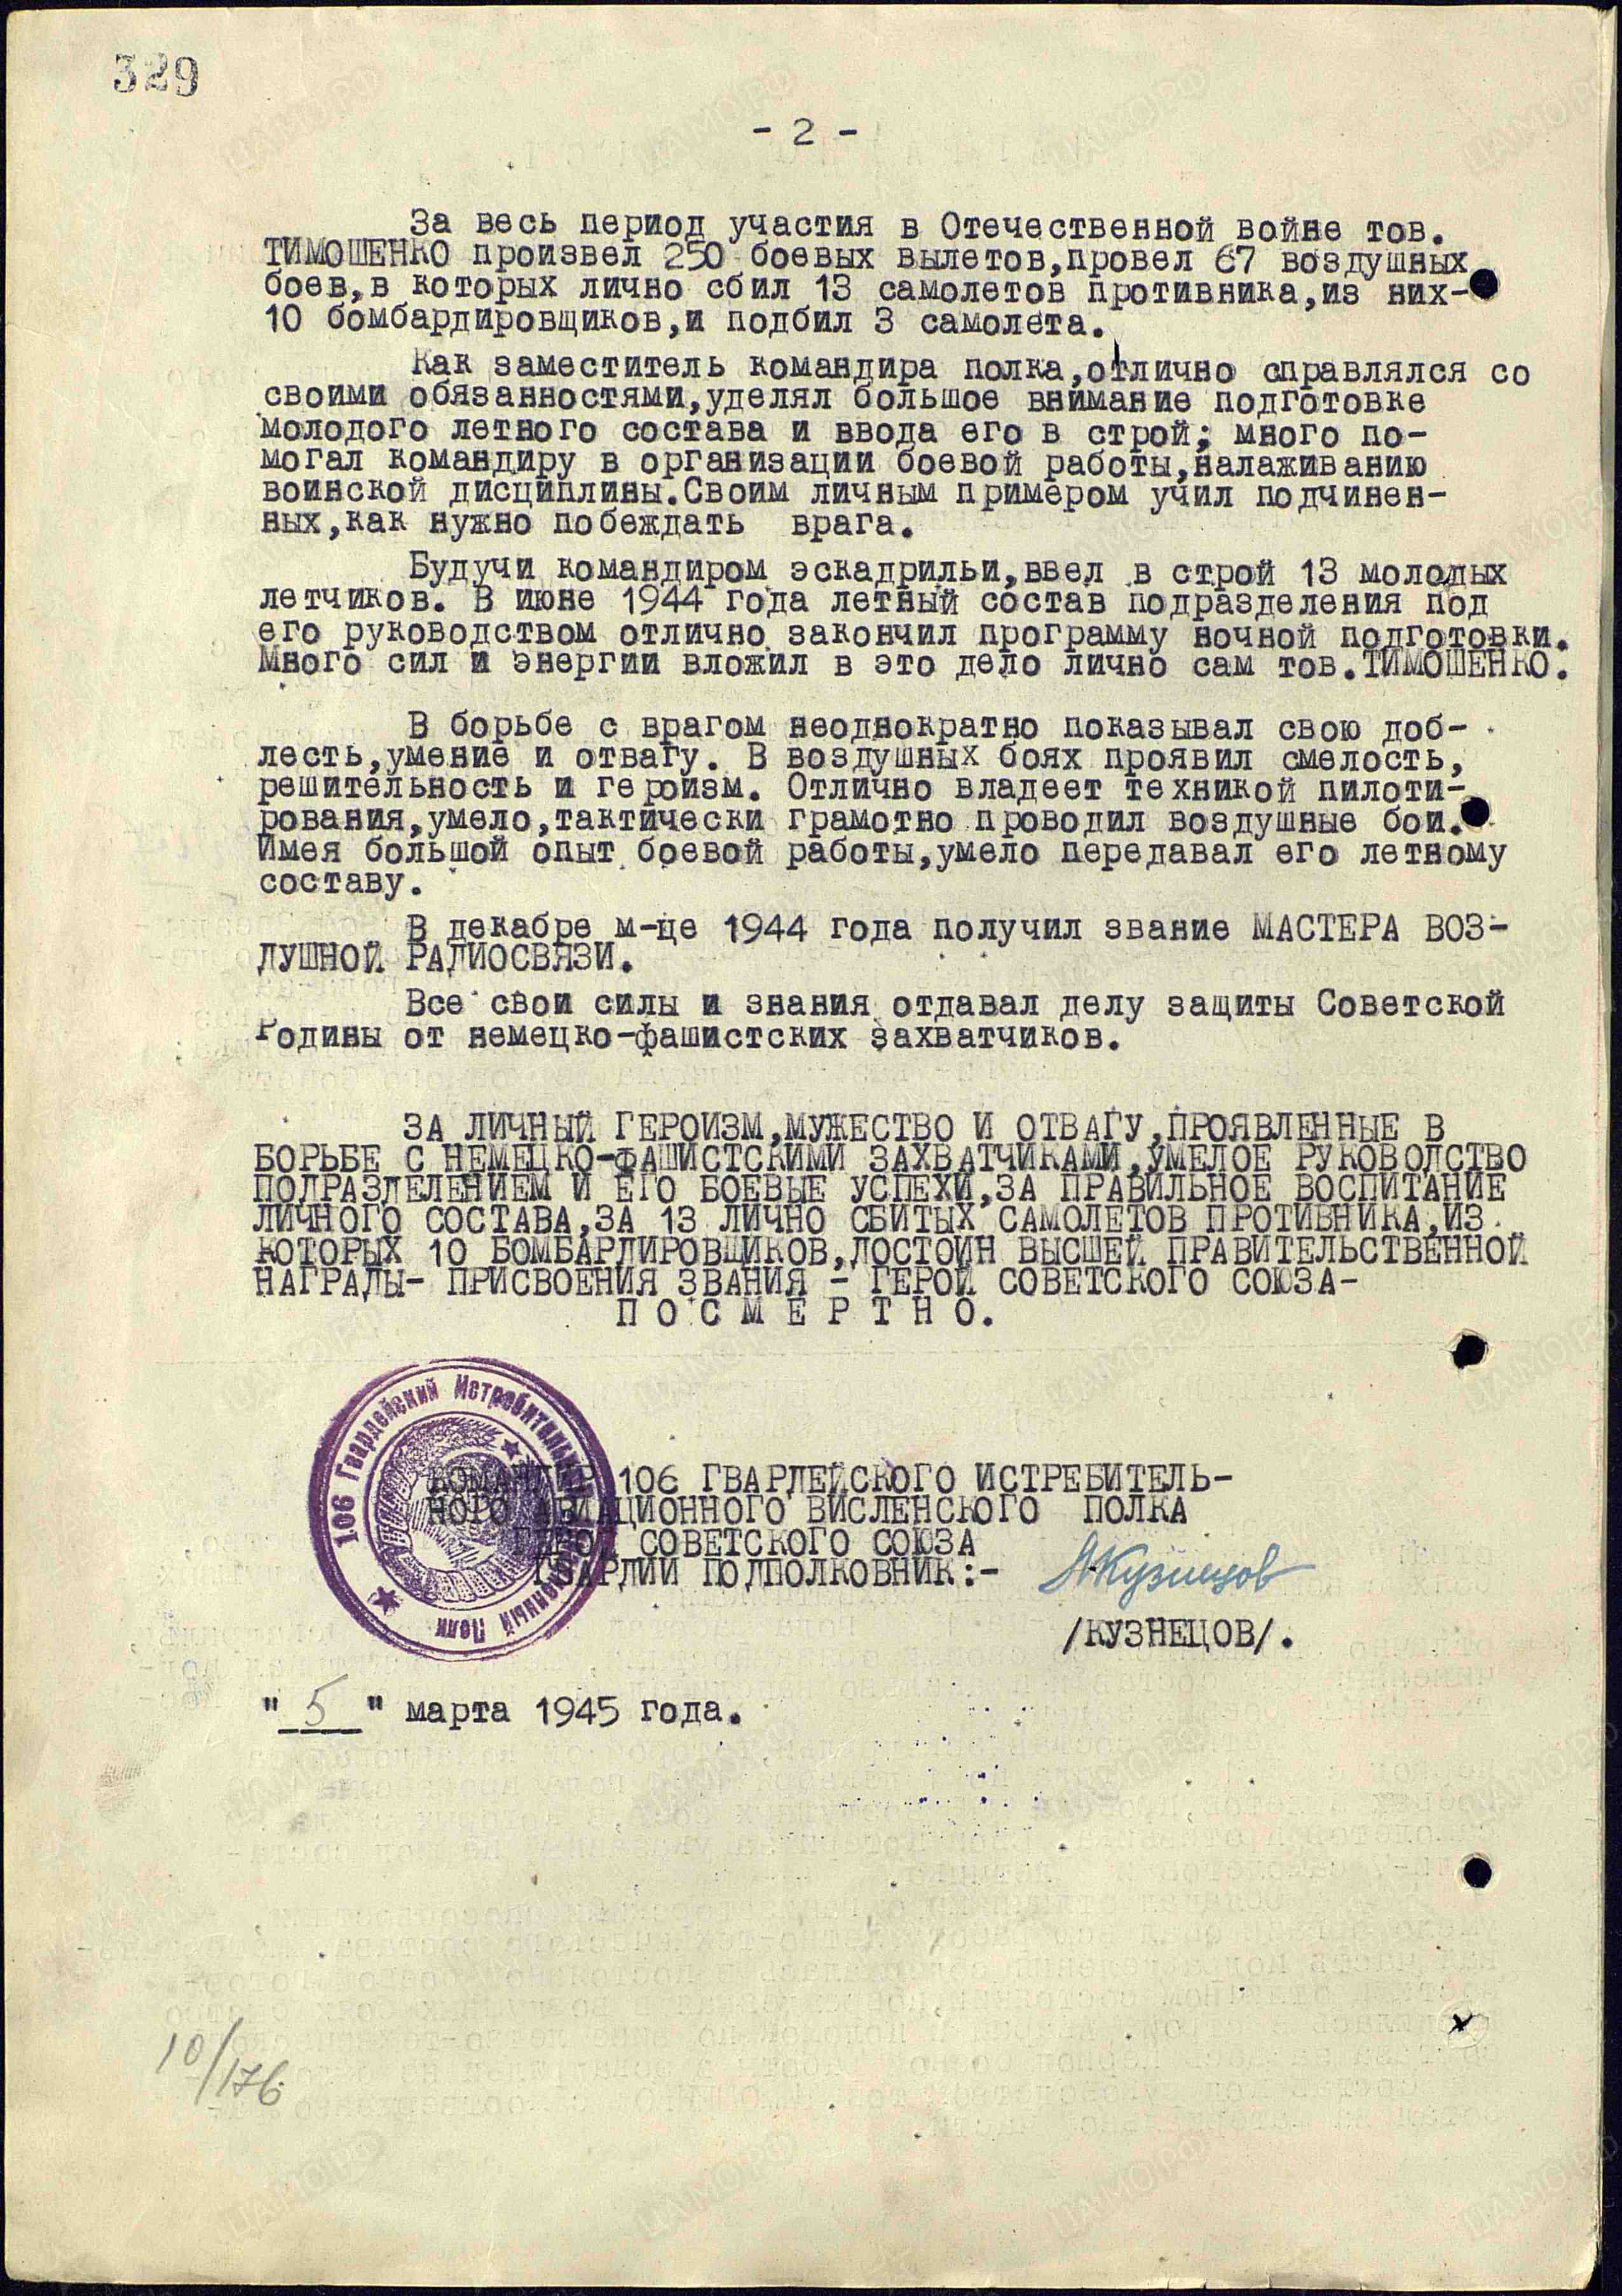 329
- 2 -
За весь период участия в Отечественной войне тов.
ТИМОШЕНКО произвел 250 боевых вылетов,провел 67 воздушных
боев,в которых лично сбил 13 самолетов противника,из них-
10 бомбардировщиков,и подбил 3 самолета.
Как заместитель командира полка,отлично справлялся со
своими обязанностями,уделял большое внимание подготовке
молодого летного состава и ввода его в строй; много по-
могал командиру в организации боевой работы,налаживанию
воинской дисциплины.Своим личным примером учил подчинен-
ных,как нужно побеждать врага.
Будучи командиром эскадрильи,ввел в строй 13 молодых
летчиков. В июне 1944 года летный состав подразделения под
его руководством отлично закончил программу ночной подготовки.
Много сил и энергии вложил в это дело лично сам тов.ТИМОШЕНКО.
В борьбе с врагом неоднократно показывал свою доб-
лесть,умение и отвагу. В воздушных боях проявил смелость,
решительность и героизм. Отлично владеет техникой пилоти-
рования,умело,тактически грамотно проводил воздушные бои.
Имея большой опыт боевой работы,умело передавал его летному
составу.
В декабре м-це 1944 года получил звание МАСТЕРА ВОЗ-
ДУШНОЙ РАДИОСВЯЗИ.
Все свои силы и знания отдавал делу защиты Советской
Родины от немецко-фашистских захватчиков.
ЗА ЛИЧНЫЙ ГЕРОИЗМ,МУЖЕСТВО И ОТВАГУ,ПРОЯВЛЕННЫЕ В
БОРЬБЕ С НЕМЕЦКО-ФАШИСТСКИМИ ЗАХВАТЧИКАМИ,УМЕЛОЕ РУКОВОДСТВО
ПОДРАЗДЕЛЕНИЕМ И ЕГО БОЕВЫЕ УСПЕХИ,ЗА ПРАВИЛЬНОЕ ВОСПИТАНИЕ
ЛИЧНОГО СОСТАВА,ЗА 13 ЛИЧНО СБИТЫХ САМОЛЕТОВ ПРОТИВНИКА,ИЗ
КОТОРЫХ 10 БОМБАРДИРОВЩИКОВ,ДОСТОИН ВЫСШЕЙ ПРАВИТЕЛЬСТВЕННОЙ
НАГРАДЫ- ПРИСВОЕНИЯ ЗВАНИЯ - ГЕРОЙ СОВЕТСКОГО СОЮЗА-
П О С М Е Р Т Н О.
106 Гвардейский Истребительный Авиационный Полк
КОМАНДИР 106 ГВАРДЕЙСКОГО ИСТРЕБИТЕЛЬ-
НОГО АВИАЦИОННОГО ВИСЛЕНСКОГО ПОЛКА
ГЕРОЙ СОВЕТСКОГО СОЮЗА
ГВАРДИИ ПОДПОЛКОВНИК:- Кузнецов
/КУЗНЕЦОВ/.
" 5 " марта 1945 года.
10/176
ЦАМО.РФ